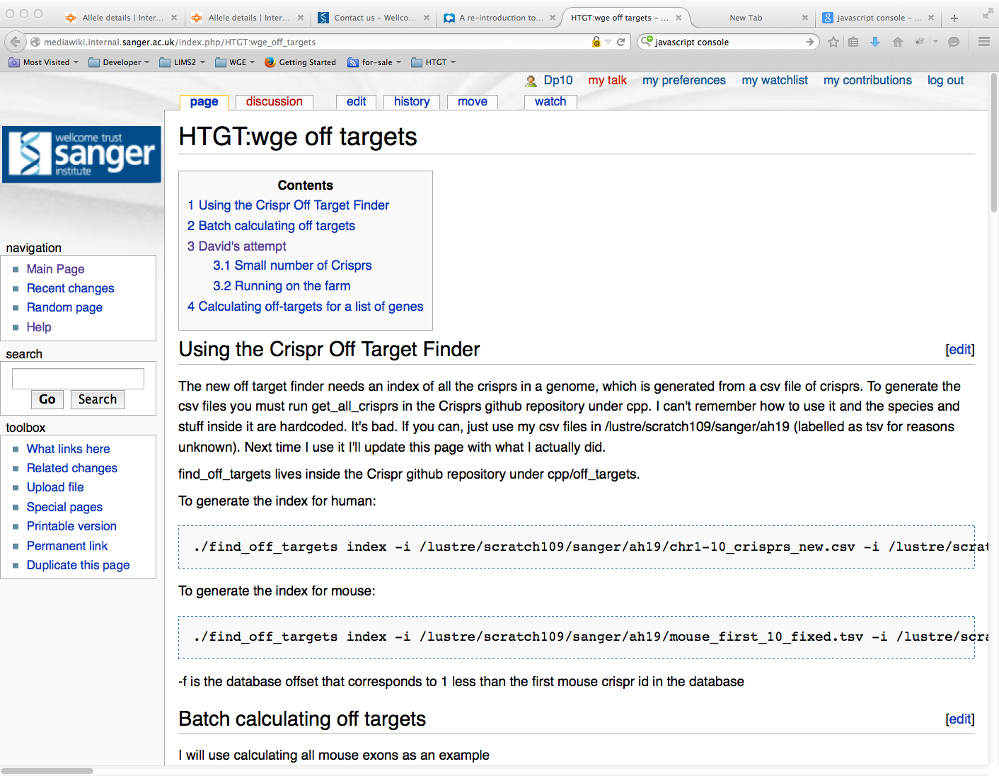 Allele details | Inter...
Allele details | Inter...
Contact us – Wellco...
A re-introduction to...
HTGT:wge off targets – ...
New Tab
javascript console – ...
mediawiki.internal.sanger.ac.uk/index.php/HTGT:wge_off_targets
javascript console
Most Visited
Developer
LIMS2
WGE
Getting Started
for-sale
HTGT
Dp10
my talk
my preferences
my watchlist
my contributions
log out
page
discussion
edit
history
move
watch
wellcome trust
sanger
institute
HTGT:wge off targets
Contents
1 Using the Crispr Off Target Finder
2 Batch calculating off targets
3 David's attempt
3.1 Small number of Crisprs
3.2 Running on the farm
4 Calculating off-targets for a list of genes
navigation
Main Page
Recent changes
Random page
Help
search
Go
Search
toolbox
What links here
Related changes
Upload file
Special pages
Printable version
Permanent link
Duplicate this page
Using the Crispr Off Target Finder
[edit]
The new off target finder needs an index of all the crisprs in a genome, which is generated from a csv file of crisprs. To generate the
csv files you must run get_all_crisprs in the Crisprs github repository under cpp. I can't remember how to use it and the species and
stuff inside it are hardcoded. It's bad. If you can, just use my csv files in /lustre/scratch109/sanger/ah19 (labelled as tsv for reasons
unknown). Next time I use it I'll update this page with what I actually did.
find_off_targets lives inside the Crispr github repository under cpp/off_targets.
To generate the index for human:
./find_off_targets index -i /lustre/scratch109/sanger/ah19/chr1-10_crisprs_new.csv -i /lustre/scrat
To generate the index for mouse:
./find_off_targets index -i /lustre/scratch109/sanger/ah19/mouse_first_10_fixed.tsv -i /lustre/scra
-f is the database offset that corresponds to 1 less than the first mouse crispr id in the database
Batch calculating off targets
[edit]
I will use calculating all mouse exons as an example